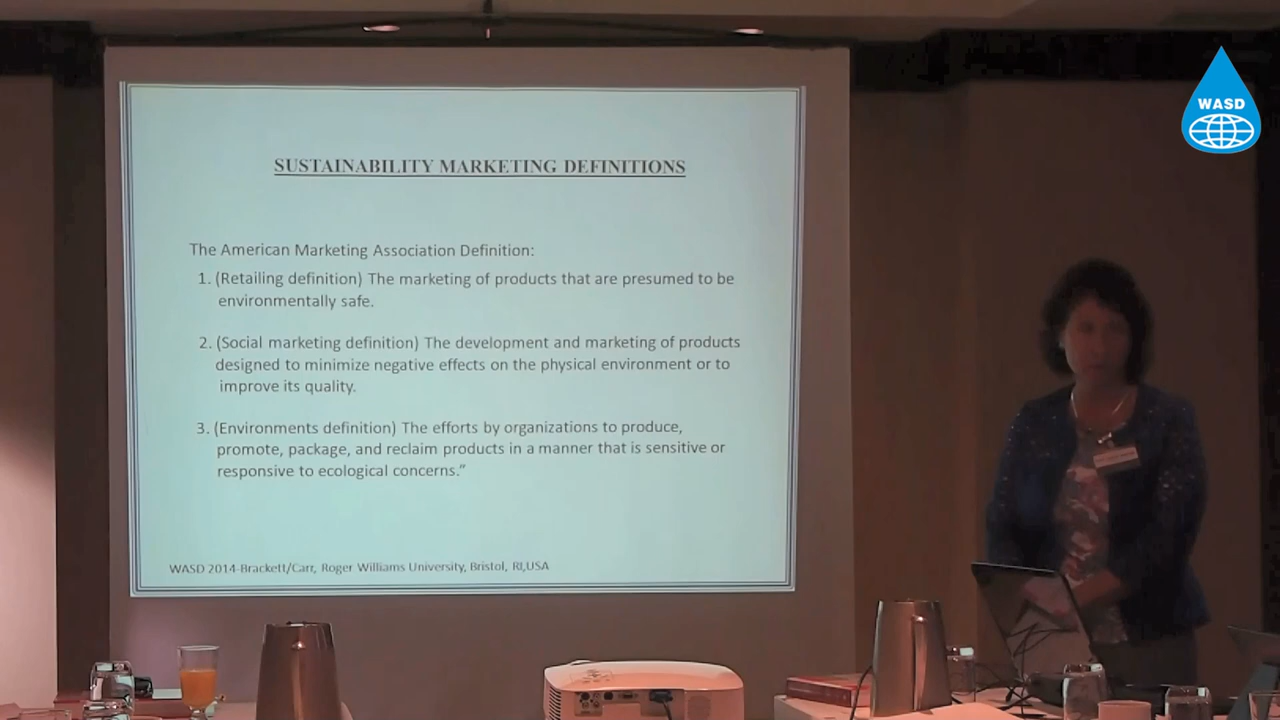 WASD
SUSTAINABILITY MARKETING DEFINITIONS
The American Marketing Association Definition:
1. (Retailing definition) The marketing of products that are presumed to be
environmentally safe.
2. (Social marketing definition) The development and marketing of products
designed to minimize negative effects on the physical environment or to
improve its quality.
3. (Environments definition) The efforts by organizations to produce,
promote, package, and reclaim products in a manner that is sensitive or
responsive to ecological concerns.”
WASD 2014-Brackett/Carr, Roger Williams University, Bristol, RI,USA